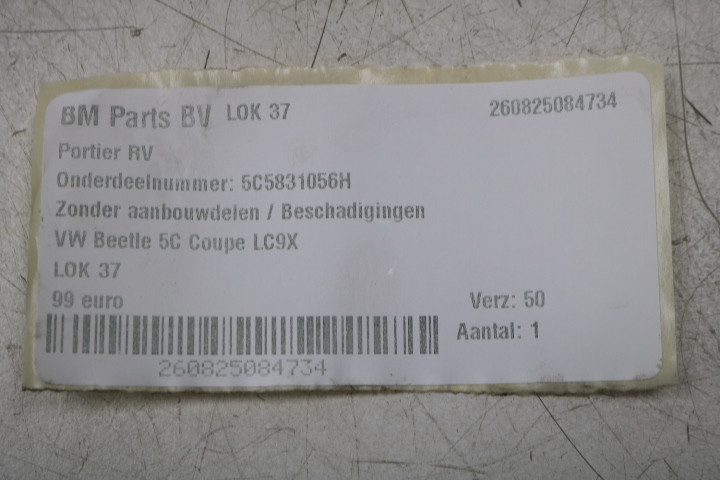 BM Parts BV LOK 37 260825084734
Portier RV
Onderdeelnummer: 5C5831056H
Zonder aanbouwdelen / Beschadigingen
VW Beetle 5C Coupe LC9X
LOK 37
99 euro Verz: 50
Aantal: 1
260825084734